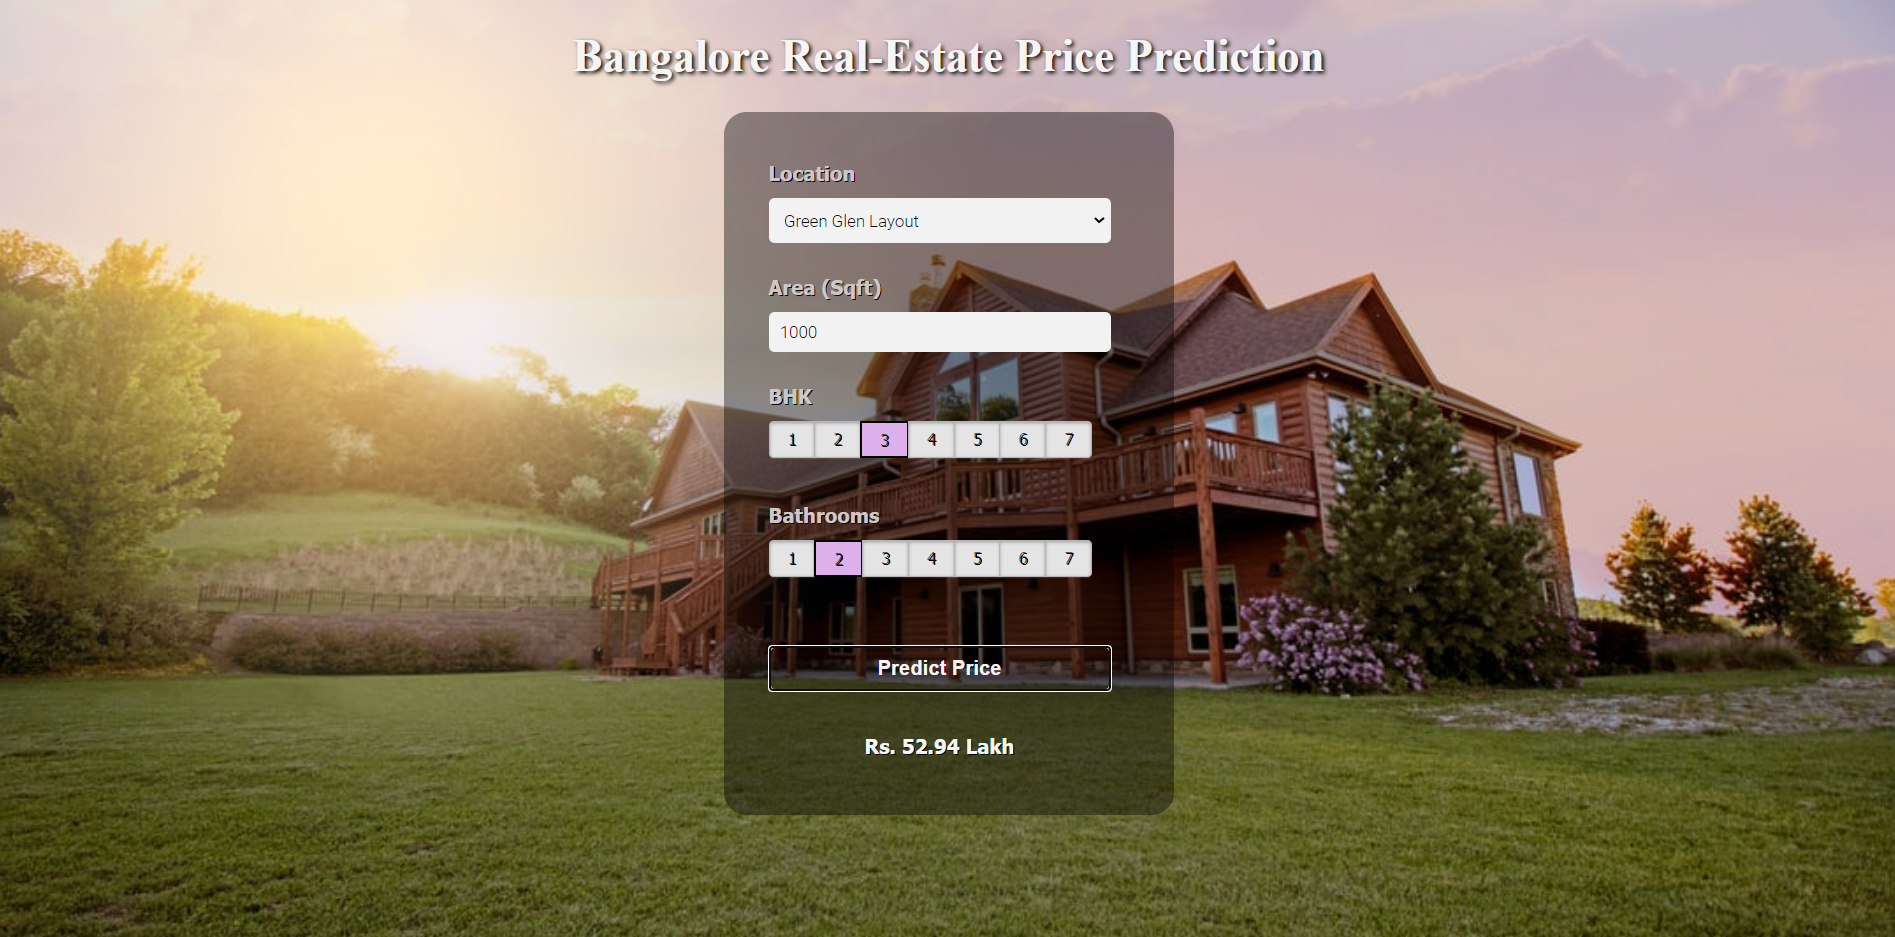 Bangalore Real-Estate Price Prediction
Location
Green Glen Layout
Area (Sqft)
1000
BHK
1 2 3 4 5 6 7
Bathrooms
1 2 3 4 5 6 7
Predict Price
Rs. 52.94 Lakh